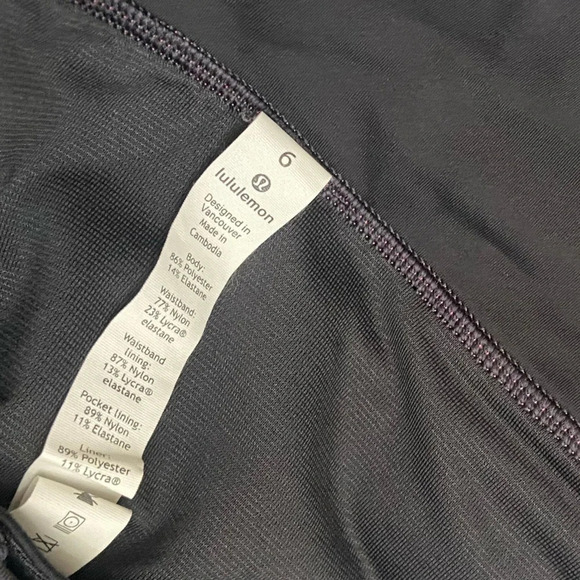 6
lululemon
Designed in
Vancouver
Made in
Cambodia
Body:
86% Polyester
14% Elastane
Waistband:
77% Nylon
23% Lycra®
elastane
Waistband
lining:
87% Nylon
13% Lycra®
elastane
Pocket lining:
89% Nylon
11% Elastane
Liner:
89% Polyester
11% Lycra®